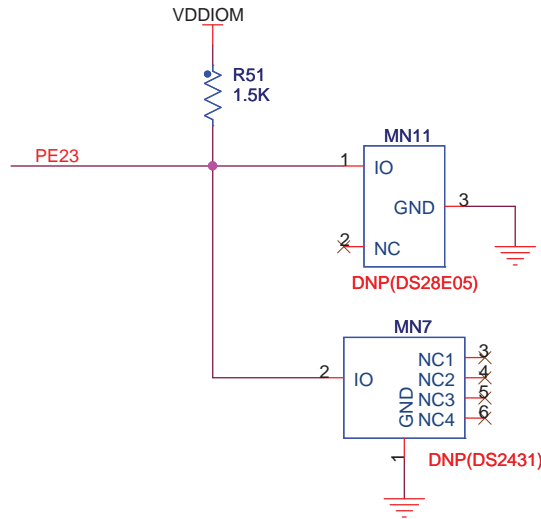 VDDIOM
R51
1.5K
PE23
MN11
1
IO
GND
3
2
NC
DNP(DS28E05)
MN7
2
IO
NC1
3
NC2
4
NC3
5
NC4
6
GND
1
DNP(DS2431)